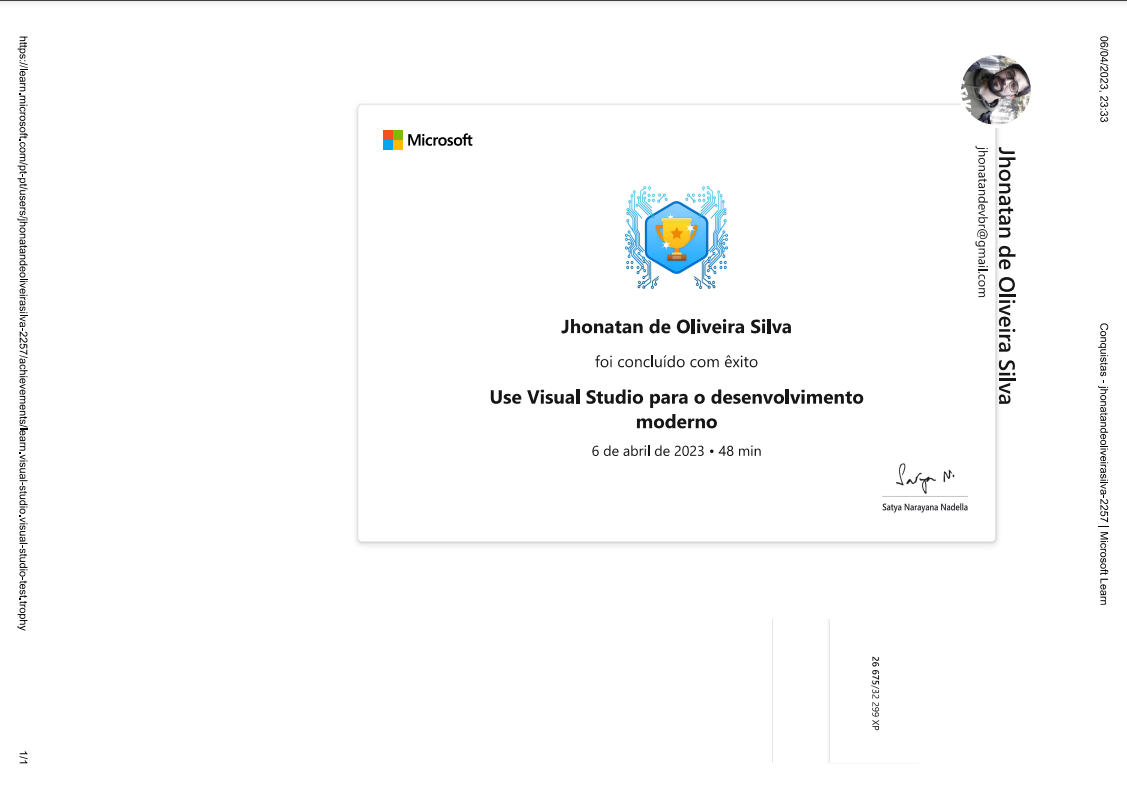 06/04/2023, 23:33
Conquistas - jhonatandeoliveirasilva-2257 | Microsoft Learn
Jhonatan de Oliveira Silva
jhonatandevbr@gmail.com
Microsoft
Jhonatan de Oliveira Silva
foi concluído com êxito
Use Visual Studio para o desenvolvimento
moderno
6 de abril de 2023 • 48 min
Satya N.
Satya Narayana Nadella
26 675/32 299 XP
https://learn.microsoft.com/pt-pt/users/jhonatandeoliveirasilva-2257/achievements/learn.visual-studio.visual-studio-test.trophy
1/1